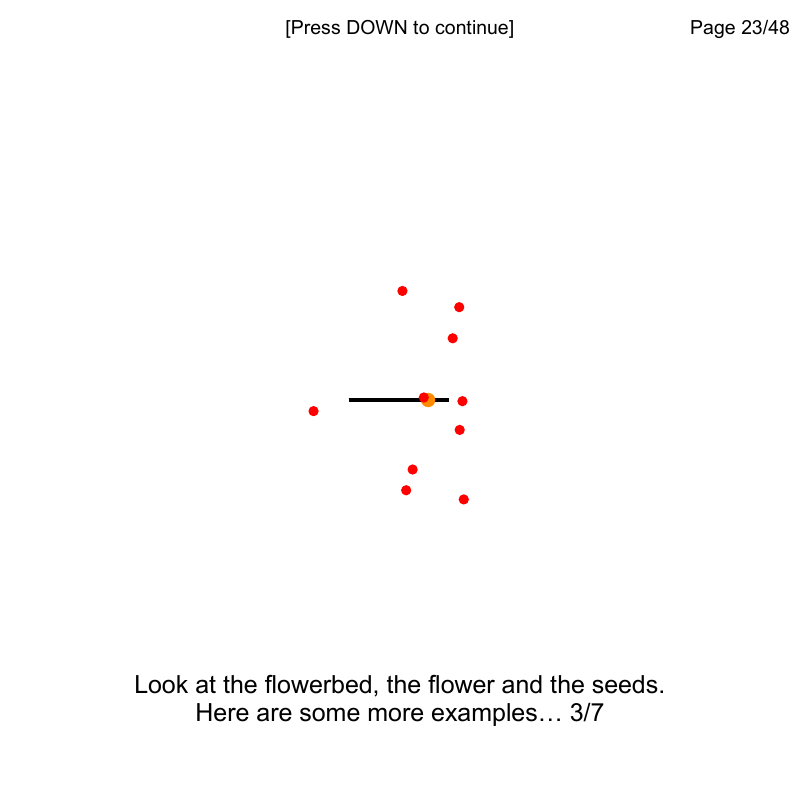 [Press DOWN to continue]
Page 23/48
Look at the flowerbed, the flower and the seeds.
Here are some more examples… 3/7